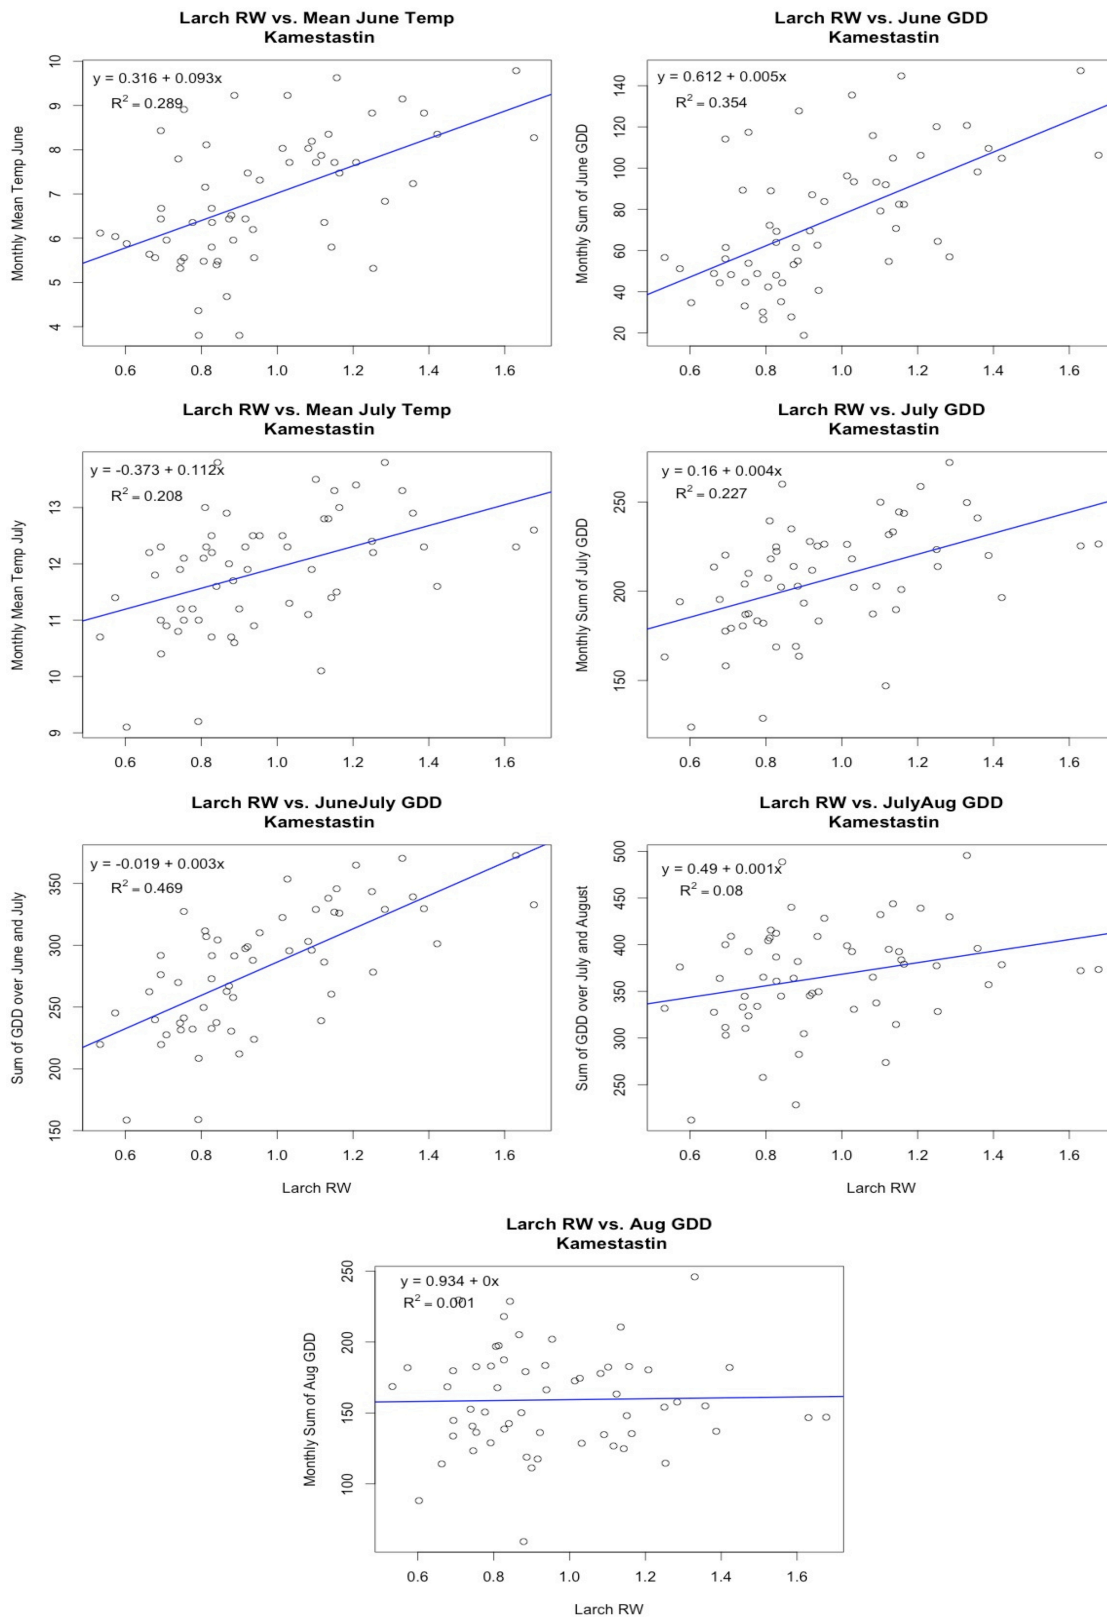 Larch RW vs. Mean June Temp
Kamestastin
y = 0.316 + 0.093x
R² = 0.289
Monthly Mean Temp June
10
9
8
7
6
5
4
0.6 0.8 1.0 1.2 1.4 1.6
Larch RW vs. June GDD
Kamestastin
y = 0.612 + 0.005x
R² = 0.354
Monthly Sum of June GDD
140
120
100
80
60
40
20
0.6 0.8 1.0 1.2 1.4 1.6
Larch RW vs. Mean July Temp
Kamestastin
y = -0.373 + 0.112x
R² = 0.208
Monthly Mean Temp July
13
12
11
10
9
0.6 0.8 1.0 1.2 1.4 1.6
Larch RW vs. July GDD
Kamestastin
y = 0.16 + 0.004x
R² = 0.227
Monthly Sum of July GDD
250
200
150
0.6 0.8 1.0 1.2 1.4 1.6
Larch RW vs. JuneJuly GDD
Kamestastin
y = -0.019 + 0.003x
R² = 0.469
Sum of GDD over June and July
350
300
250
200
150
0.6 0.8 1.0 1.2 1.4 1.6
Larch RW
Larch RW vs. JulyAug GDD
Kamestastin
y = 0.49 + 0.001x
R² = 0.08
Sum of GDD over July and August
500
450
400
350
300
250
0.6 0.8 1.0 1.2 1.4 1.6
Larch RW
Larch RW vs. Aug GDD
Kamestastin
y = 0.934 + 0x
R² = 0.001
Monthly Sum of Aug GDD
250
200
150
100
0.6 0.8 1.0 1.2 1.4 1.6
Larch RW